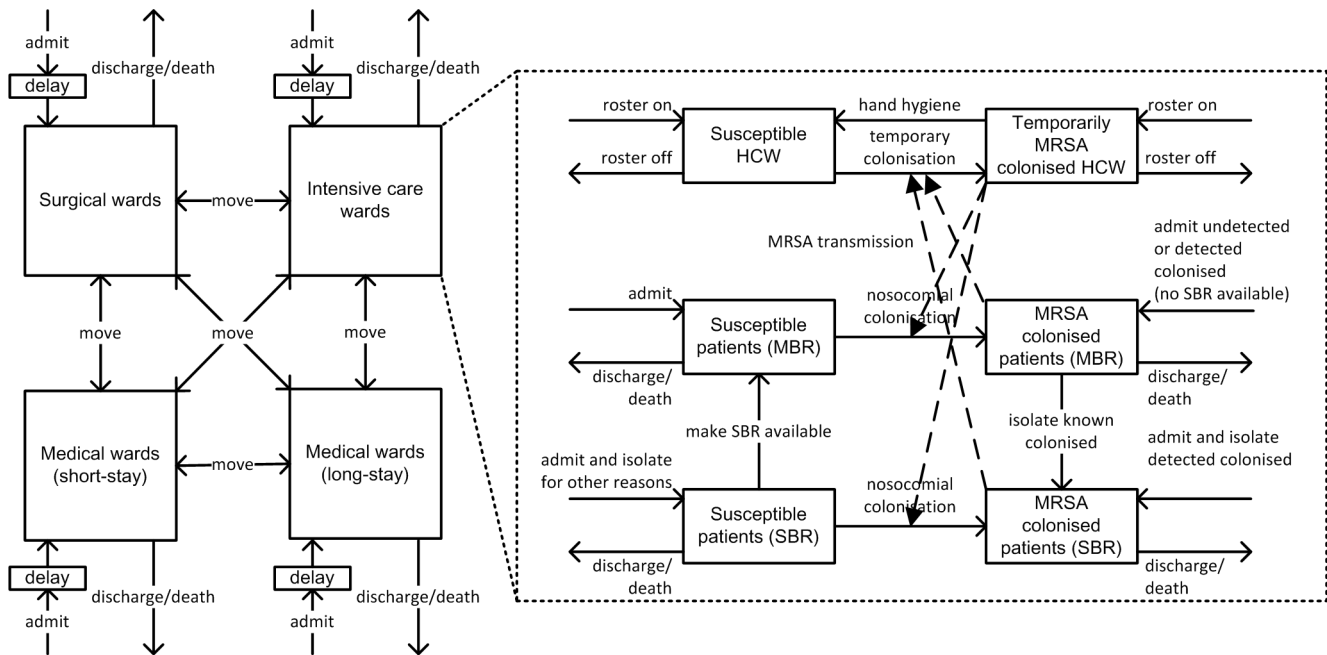 admit
delay
discharge/death
admit
delay
discharge/death
Surgical wards
move
Intensive care
wards
move
move
move
Medical wards
(short-stay)
move
Medical wards
(long-stay)
delay
admit
discharge/death
delay
admit
discharge/death
roster on
roster off
Susceptible
HCW
hand hygiene
temporary
colonisation
Temporarily
MRSA
colonised HCW
roster on
roster off
MRSA transmission
admit undetected
or detected
colonised
(no SBR available)
admit
discharge/
death
Susceptible
patients (MBR)
nosocomial
colonisation
MRSA
colonised
patients (MBR)
discharge/
death
make SBR available
isolate known
colonised
admit and isolate
for other reasons
admit and isolate
detected colonised
discharge/
death
Susceptible
patients (SBR)
nosocomial
colonisation
MRSA
colonised
patients (SBR)
discharge/
death